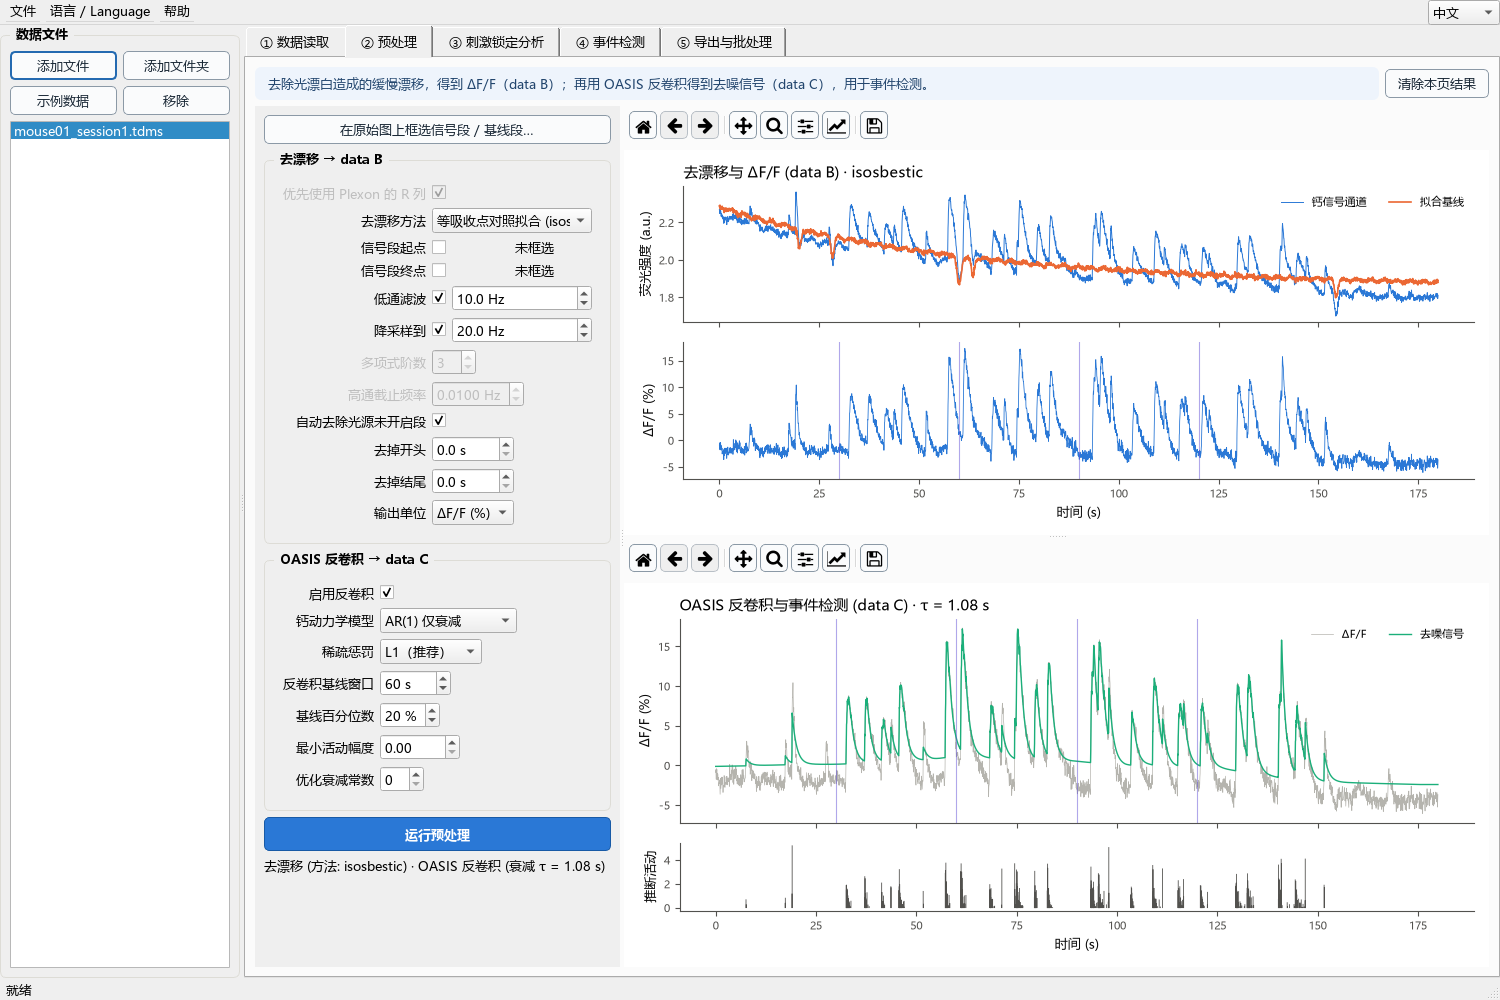 文件 语言 / Language 帮助
中文
数据文件
添加文件 添加文件夹
示例数据 移除
mouse01_session1.tdms
① 数据读取 ② 预处理 ③ 刺激锁定分析 ④ 事件检测 ⑤ 导出与批处理
去除光漂白造成的缓慢漂移，得到 ΔF/F（data B）；再用 OASIS 反卷积得到去噪信号（data C），用于事件检测。
清除本页结果
在原始图上框选信号段 / 基线段...
去漂移 → data B
优先使用 Plexon 的 R 列
去漂移方法 等吸收点对照拟合 (isos
信号段起点 未框选
信号段终点 未框选
低通滤波 10.0 Hz
降采样到 20.0 Hz
多项式阶数 3
高通截止频率 0.0100 Hz
自动去除光源未开启段
去掉开头 0.0 s
去掉结尾 0.0 s
输出单位 ΔF/F (%)
OASIS 反卷积 → data C
启用反卷积
钙动力学模型 AR(1) 仅衰减
稀疏惩罚 L1（推荐）
反卷积基线窗口 60 s
基线百分位数 20 %
最小活动幅度 0.00
优化衰减常数 0
运行预处理
去漂移 (方法: isosbestic) · OASIS 反卷积 (衰减 τ = 1.08 s)
去漂移与 ΔF/F (data B) · isosbestic
钙信号通道 拟合基线
荧光强度 (a.u.)
2.2
2.0
1.8
ΔF/F (%)
15
10
5
0
-5
0 25 50 75 100 125 150 175
时间 (s)
OASIS 反卷积与事件检测 (data C) · τ = 1.08 s
ΔF/F 去噪信号
ΔF/F (%)
15
10
5
0
-5
推断活动
4
2
0
0 25 50 75 100 125 150 175
时间 (s)
就绪